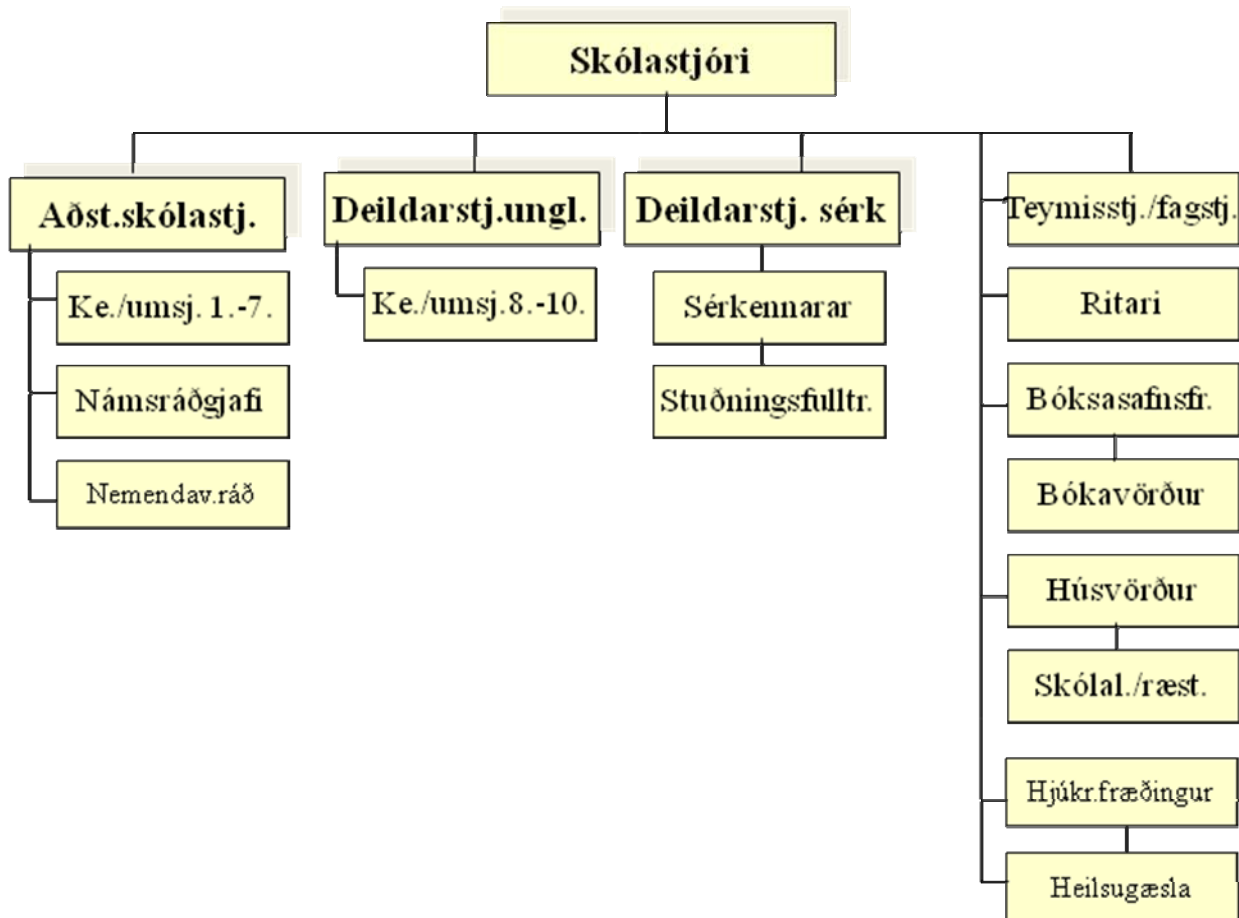 Skólastjóri
Aðst.skólastj.
Ke./umsj. 1.-7.
Námsráðgjafi
Nemendav.ráð
Deildarstj.ungl.
Ke./umsj.8.-10.
Deildarstj. sérk
Sérkennarar
Stuðningsfulltr.
Teymisstj./fagstj.
Ritari
Bóksasafnsfr.
Bókavörður
Húsvörður
Skólal./ræst.
Hjúkr.fræðingur
Heilsugæsla